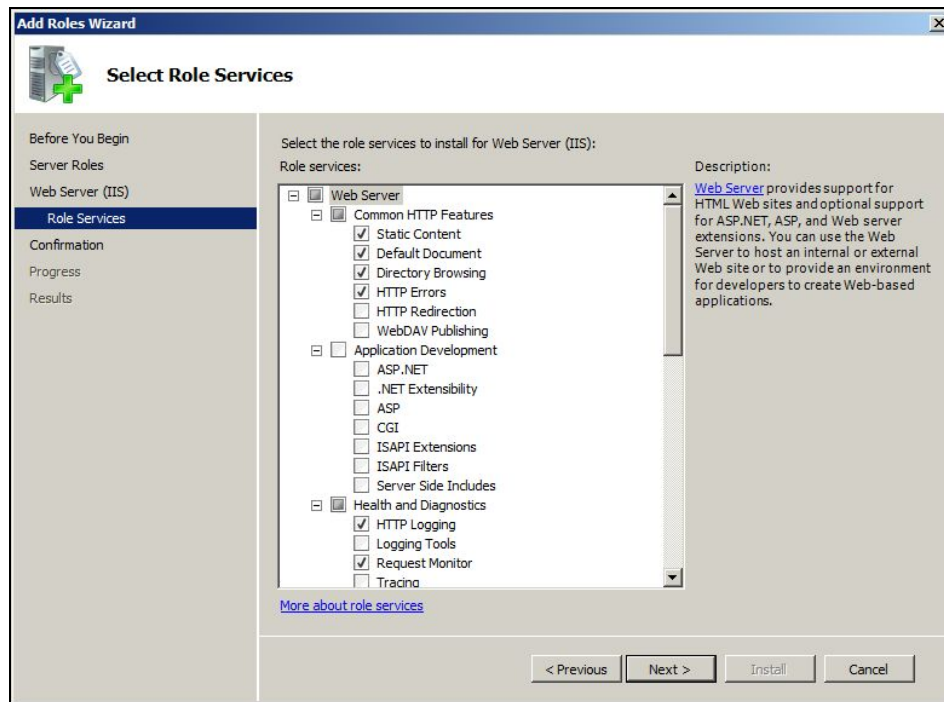 Add Roles Wizard
Select Role Services
Before You Begin
Server Roles
Web Server (IIS)
Role Services
Confirmation
Progress
Results
Select the role services to install for Web Server (IIS):
Role services:
Web Server
Common HTTP Features
Static Content
Default Document
Directory Browsing
HTTP Errors
HTTP Redirection
WebDAV Publishing
Application Development
ASP.NET
.NET Extensibility
ASP
CGI
ISAPI Extensions
ISAPI Filters
Server Side Includes
Health and Diagnostics
HTTP Logging
Logging Tools
Request Monitor
Tracing
More about role services
Description:
Web Server provides support for
HTML Web sites and optional support
for ASP.NET, ASP, and Web server
extensions. You can use the Web
Server to host an internal or external
Web site or to provide an environment
for developers to create Web-based
applications.
< Previous
Next >
Install
Cancel